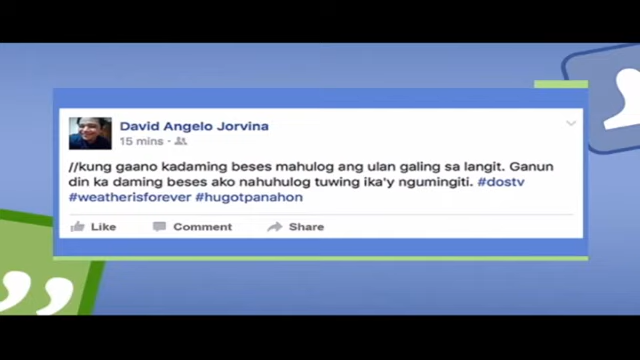 David Angelo Jorvina
15 mins ·
//kung gaano kadaming beses mahulog ang ulan galing sa langit. Ganun
din ka daming beses ako nahuhulog tuwing ika'y ngumingiti. #dostv
#weatherisforever #hugotpanahon
Like Comment Share